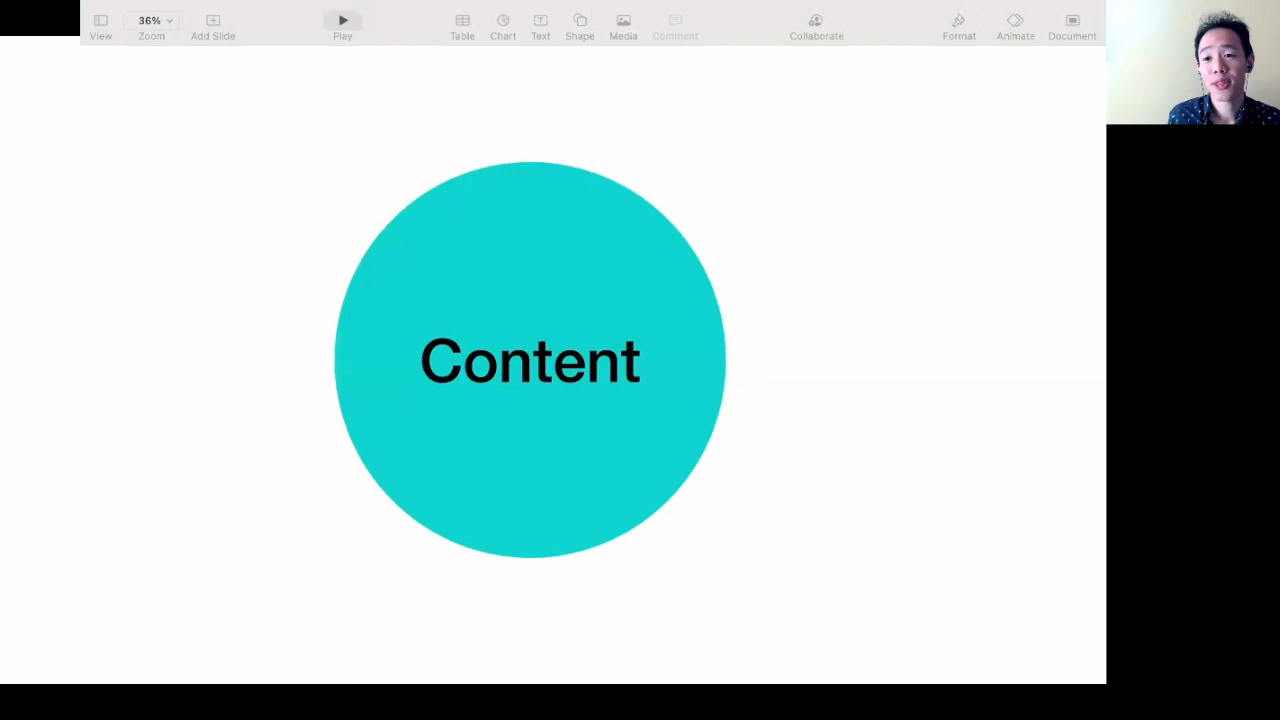 36%
View
Zoom
Add Slide
Play
Table
Chart
Text
Shape
Media
Comment
Collaborate
Format
Animate
Document
Content